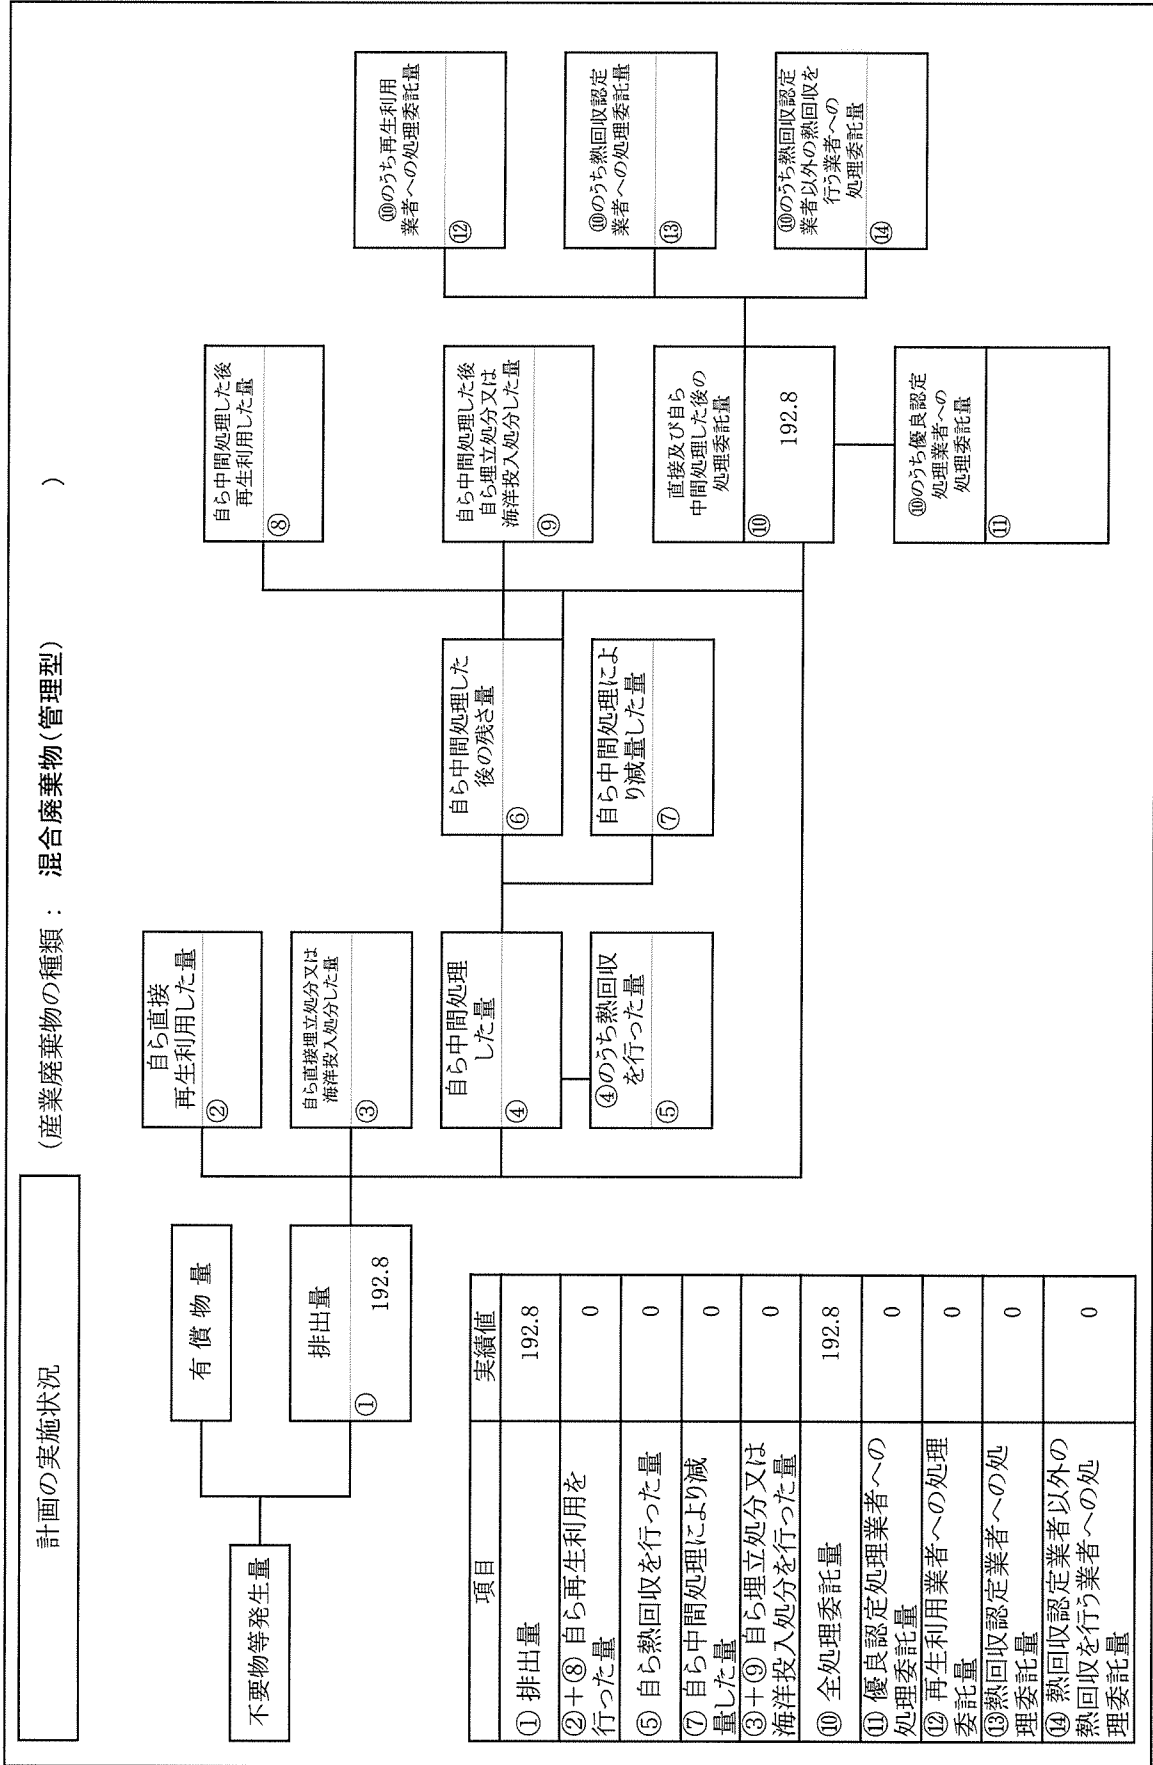 計画の実施状況
(産業廃棄物の種類： 混合廃棄物(管理型) )
不要物等発生量
有償物量
排出量
① 192.8
自ら直接
再生利用した量
②
自ら直接埋立処分又は
海洋投入処分した量
③
自ら中間処理
した量
④
④のうち熱回収
を行った量
⑤
自ら中間処理した
後の残さ量
⑥
自ら中間処理によ
り減量した量
⑦
自ら中間処理した後
再生利用した量
⑧
自ら中間処理した後
自ら埋立処分又は
海洋投入処分した量
⑨
直接及び自ら
中間処理した後の
処理委託量
⑩ 192.8
⑩のうち優良認定
処理業者への
処理委託量
⑪
⑩のうち再生利用
業者への処理委託量
⑫
⑩のうち熱回収認定
業者への処理委託量
⑬
⑩のうち熱回収認定
業者以外の熱回収を
行う業者への
処理委託量
⑭
項目 実績値
① 排出量 192.8
②+⑧ 自ら再生利用を
行った量 0
⑤ 自ら熱回収を行った量 0
⑦ 自ら中間処理により減
量した量 0
③+⑨ 自ら埋立処分又は
海洋投入処分を行った量 0
⑩ 全処理委託量 192.8
⑪ 優良認定処理業者への
処理委託量 0
⑫ 再生利用業者への処理
委託量 0
⑬熱回収認定業者への処
理委託量 0
⑭ 熱回収認定業者以外の
熱回収を行う業者への処
理委託量 0